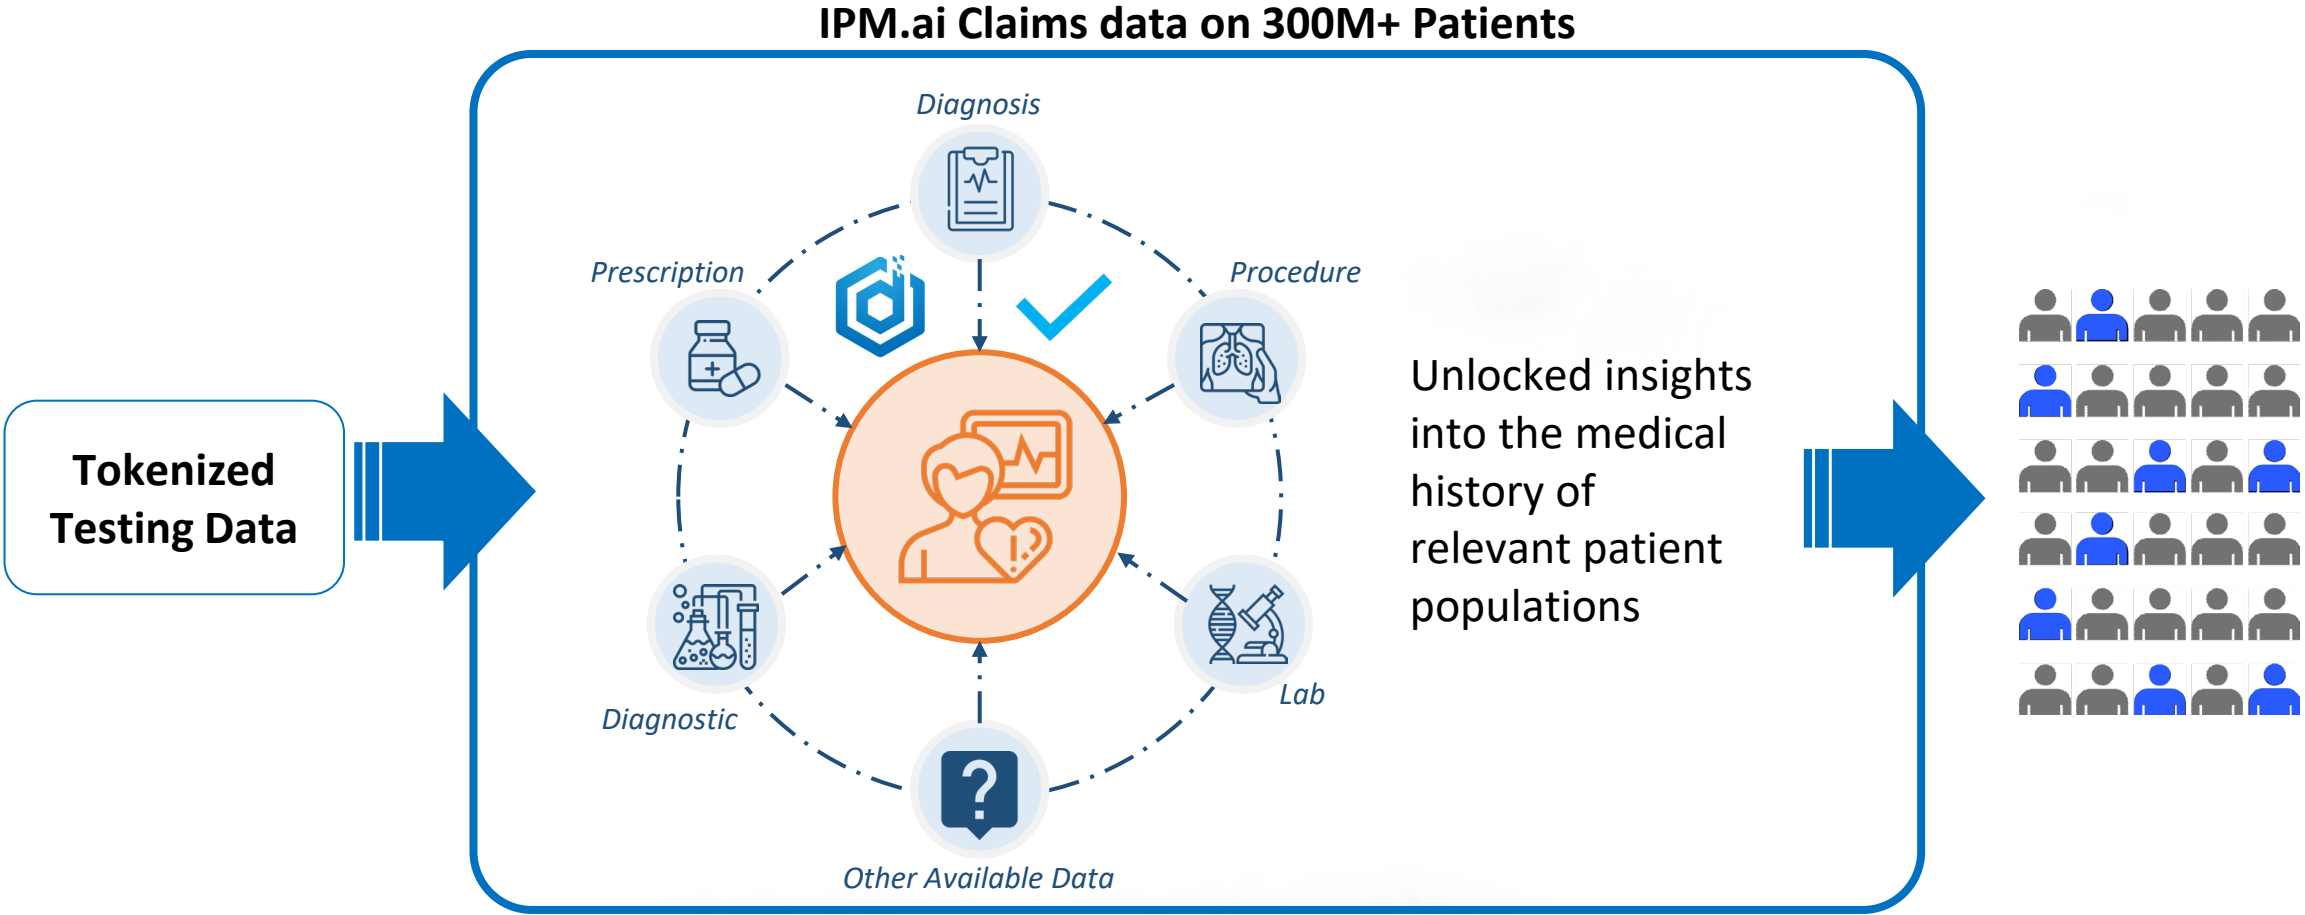 IPM.ai Claims data on 300M+ Patients
Diagnosis
Prescription
Procedure
Tokenized
Testing Data
Unlocked insights
into the medical
history of
relevant patient
populations
Diagnostic
Lab
Other Available Data